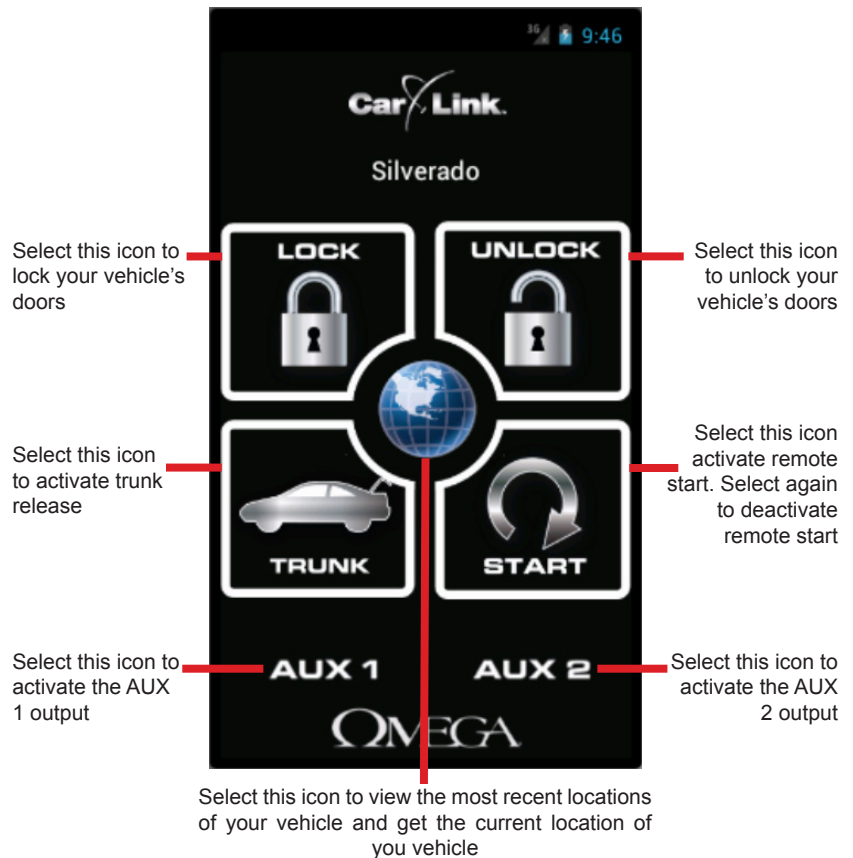 3G 9:46
Car Link.
Silverado
Select this icon to
lock your vehicle's
doors
LOCK
UNLOCK
Select this icon
to unlock your
vehicle's doors
Select this icon
to activate trunk
release
TRUNK
START
Select this icon
activate remote
start. Select again
to deactivate
remote start
Select this icon to
activate the AUX
1 output
AUX 1
AUX 2
Select this icon to
activate the AUX
2 output
OMEGA
Select this icon to view the most recent locations
of your vehicle and get the current location of
you vehicle